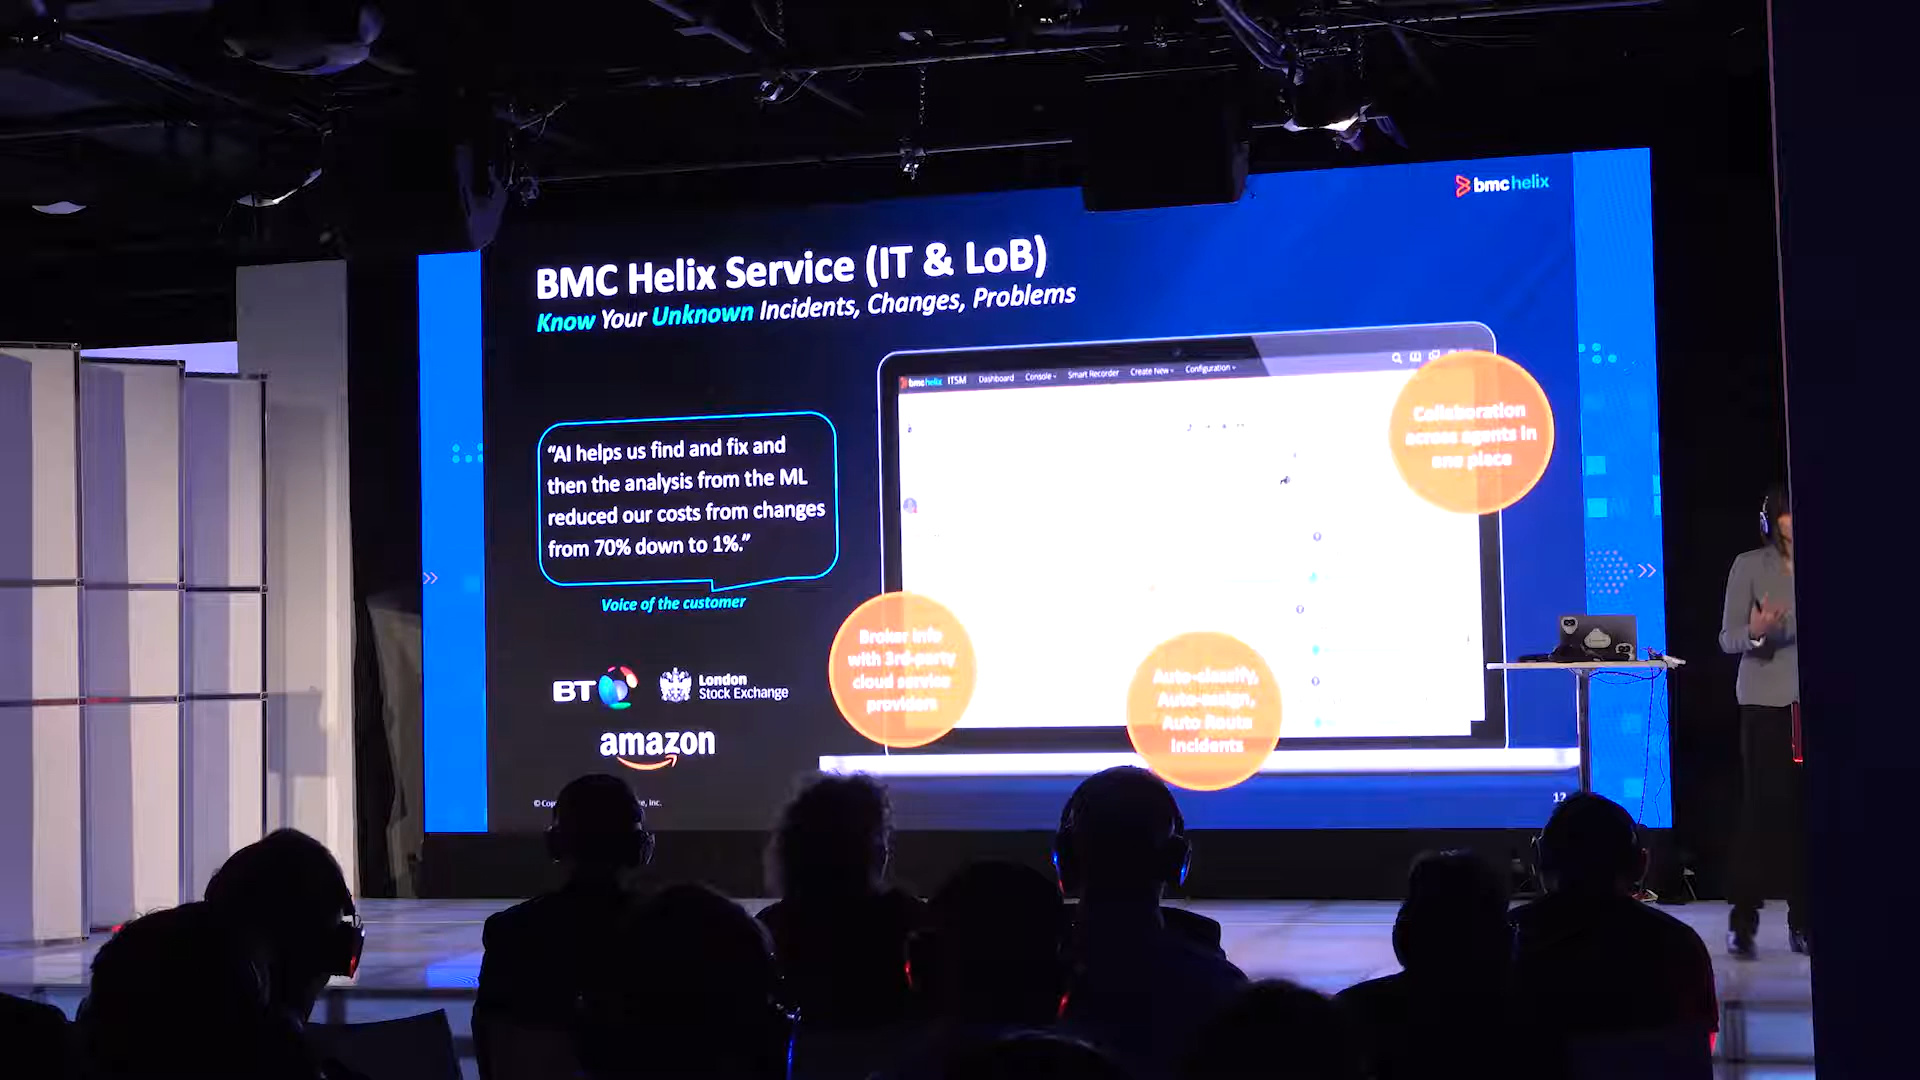 bmchelix
BMC Helix Service (IT & LoB)
Know Your Unknown Incidents, Changes, Problems
bmchelix ITSM Dashboard Console Smart Recorder Create New Configuration
Collaboration
across agents in
one place
“AI helps us find and fix and
then the analysis from the ML
reduced our costs from changes
from 70% down to 1%.”
Voice of the customer
Broker info
with 3rd-party
cloud service
providers
Auto-classify,
Auto-assign,
Auto Route
Incidents
BT
London
Stock Exchange
amazon
©
, Inc.
12